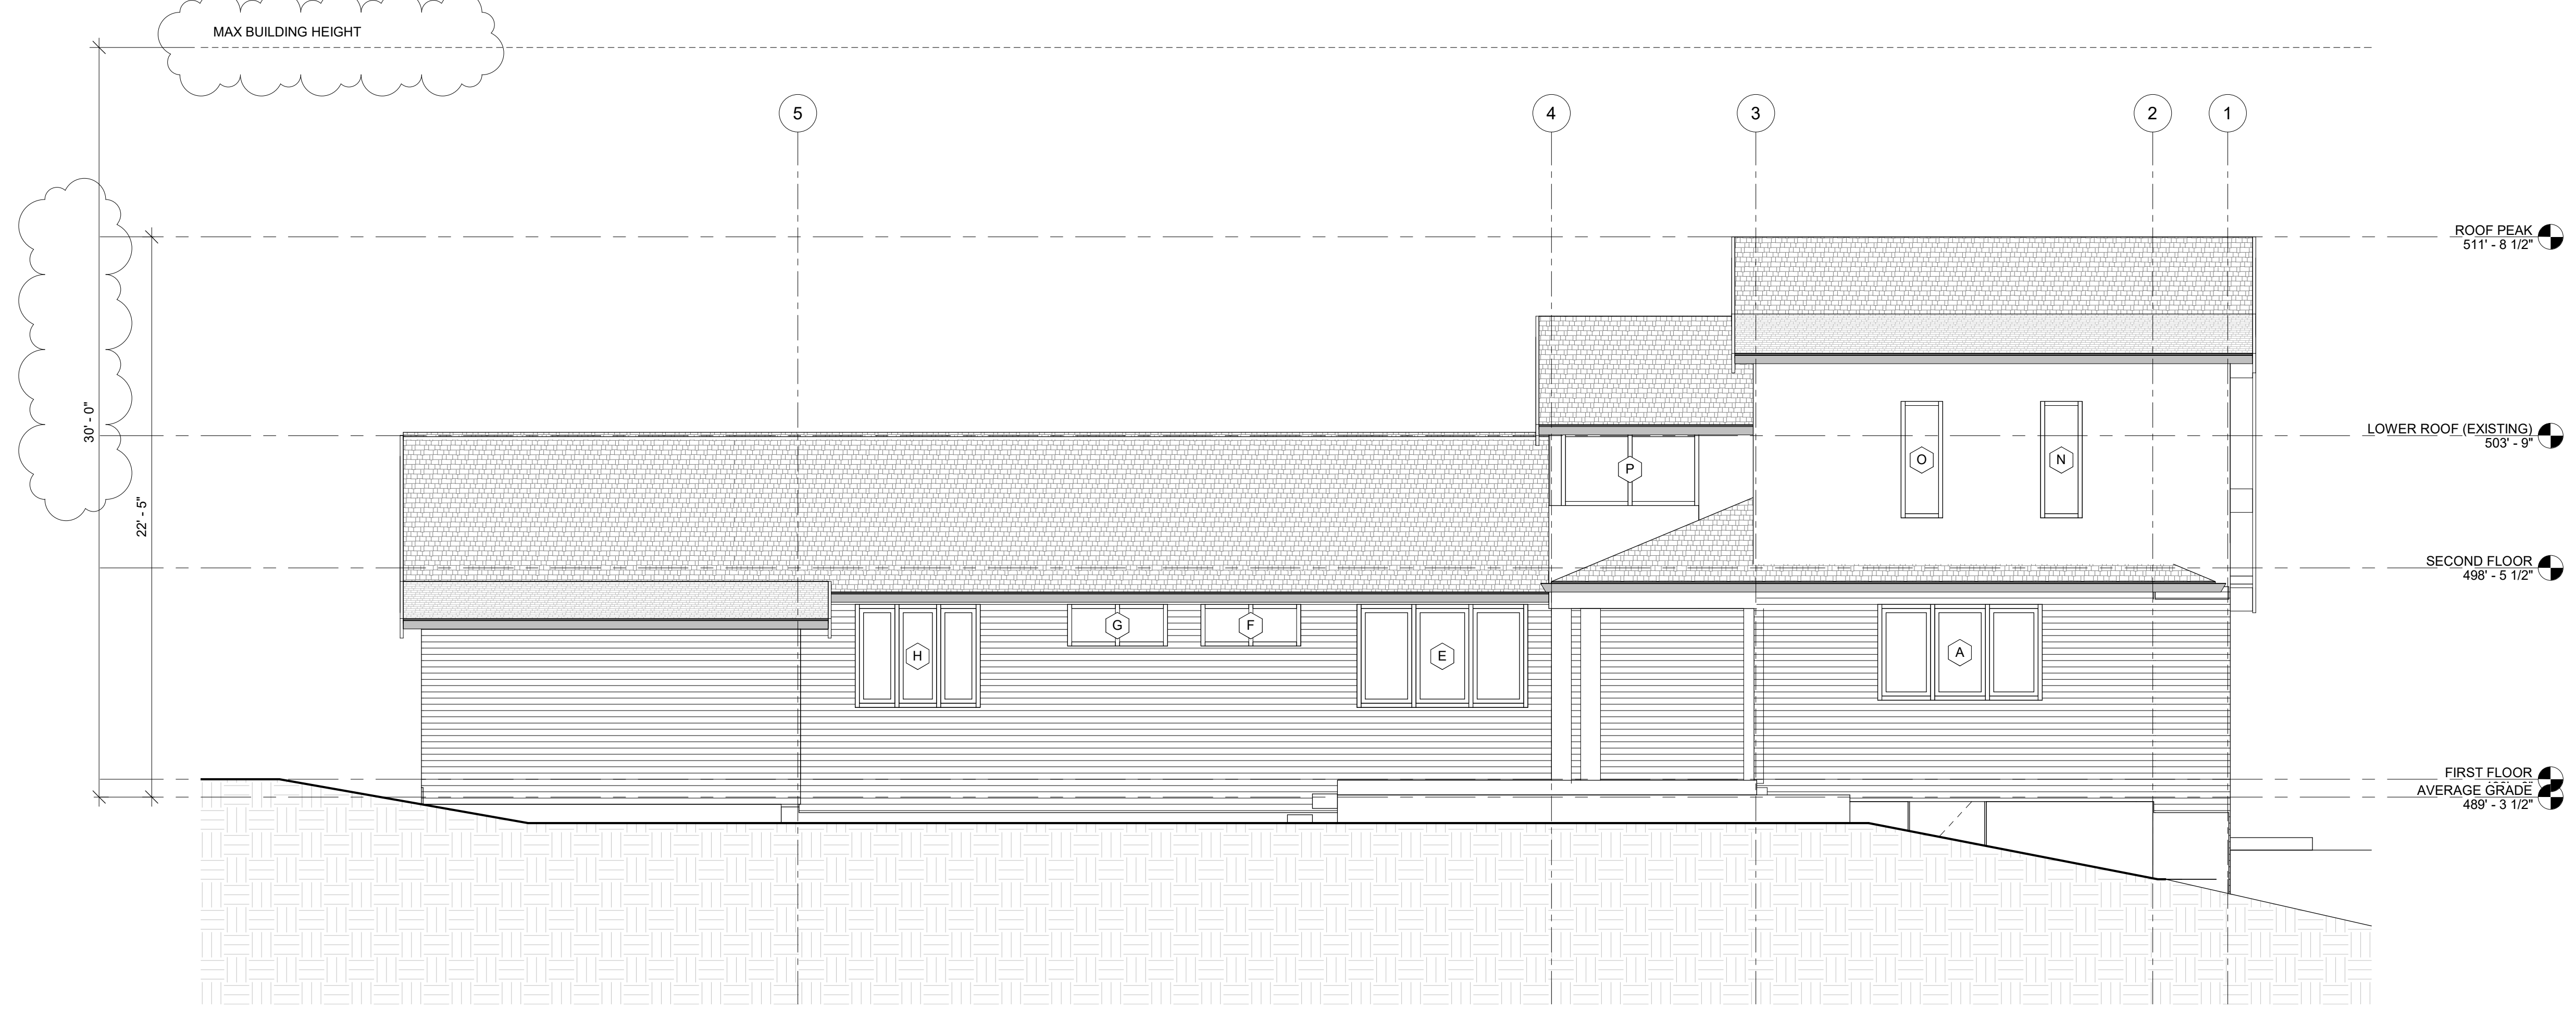 MAX BUILDING HEIGHT
5
4
3
2
1
ROOF PEAK
511' - 8 1/2"
30' - 0"
22' - 5"
LOWER ROOF (EXISTING)
503' - 9"
P
O
N
SECOND FLOOR
498' - 5 1/2"
H
G
F
E
A
FIRST FLOOR
AVERAGE GRADE
489' - 3 1/2"